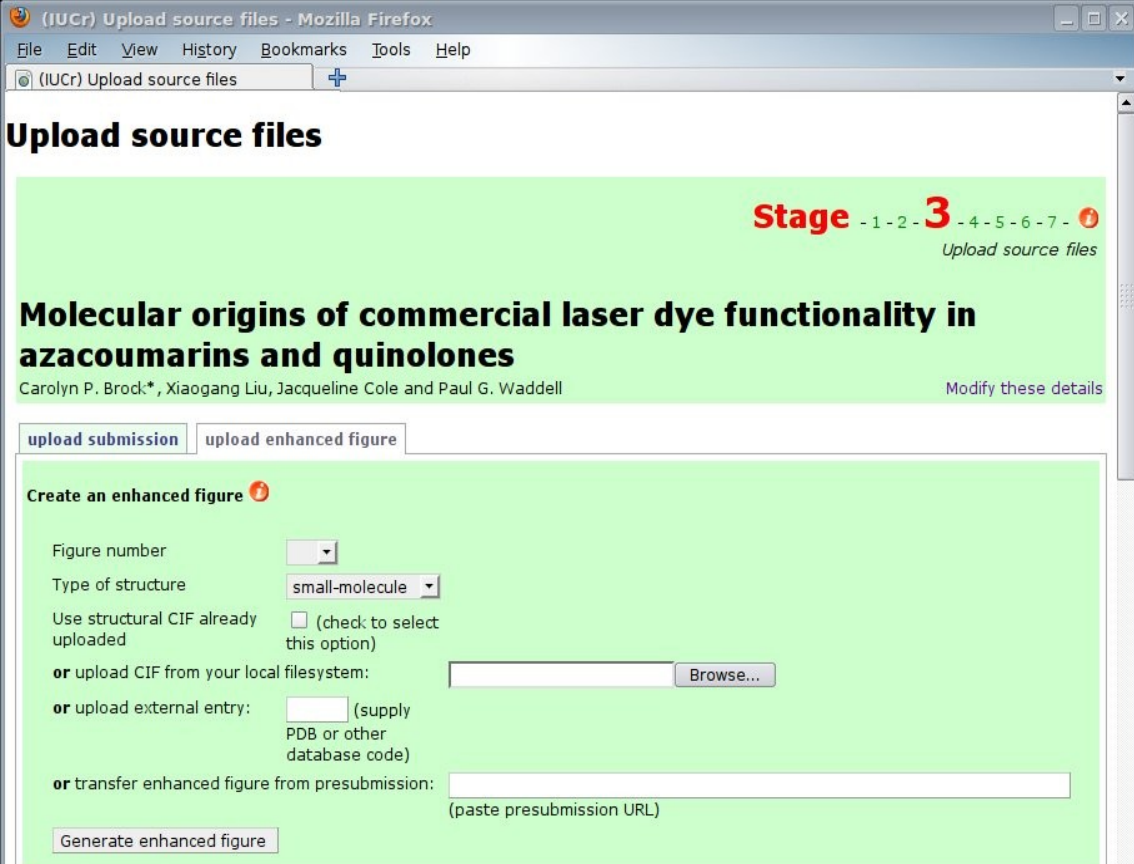 (IUCr) Upload source files - Mozilla Firefox
File Edit View History Bookmarks Tools Help
(IUCr) Upload source files
Upload source files
Stage - 1 - 2 - 3 - 4 - 5 - 6 - 7 - i
Upload source files
Molecular origins of commercial laser dye functionality in
azacoumarins and quinolones
Carolyn P. Brock*, Xiaogang Liu, Jacqueline Cole and Paul G. Waddell Modify these details
upload submission upload enhanced figure
Create an enhanced figure i
Figure number
Type of structure small-molecule
Use structural CIF already (check to select
uploaded this option)
or upload CIF from your local filesystem: Browse...
or upload external entry: (supply
PDB or other
database code)
or transfer enhanced figure from presubmission:
(paste presubmission URL)
Generate enhanced figure